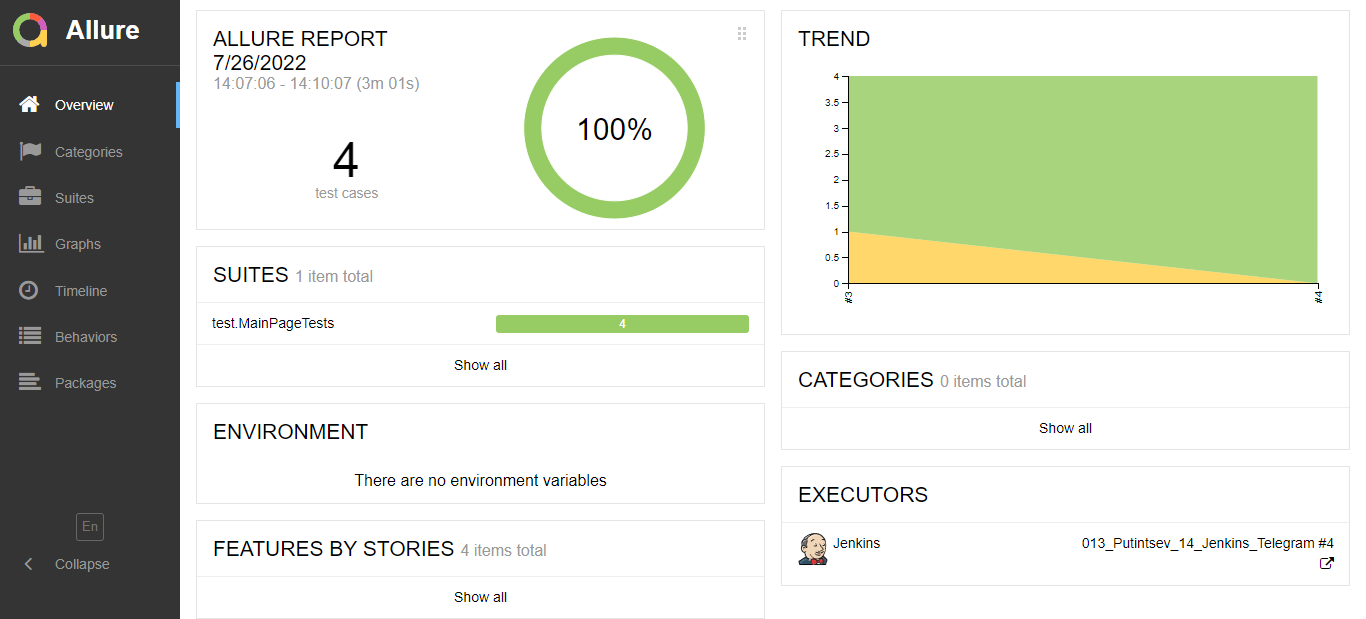 Allure
Overview
Categories
Suites
Graphs
Timeline
Behaviors
Packages
En
Collapse
ALLURE REPORT
7/26/2022
14:07:06 - 14:10:07 (3m 01s)
4
test cases
100%
SUITES 1 item total
test.MainPageTests 4
Show all
ENVIRONMENT
There are no environment variables
FEATURES BY STORIES 4 items total
Show all
TREND
4
3.5
3
2.5
2
1.5
1
0.5
0
#3 #4
CATEGORIES 0 items total
Show all
EXECUTORS
Jenkins 013_Putintsev_14_Jenkins_Telegram #4